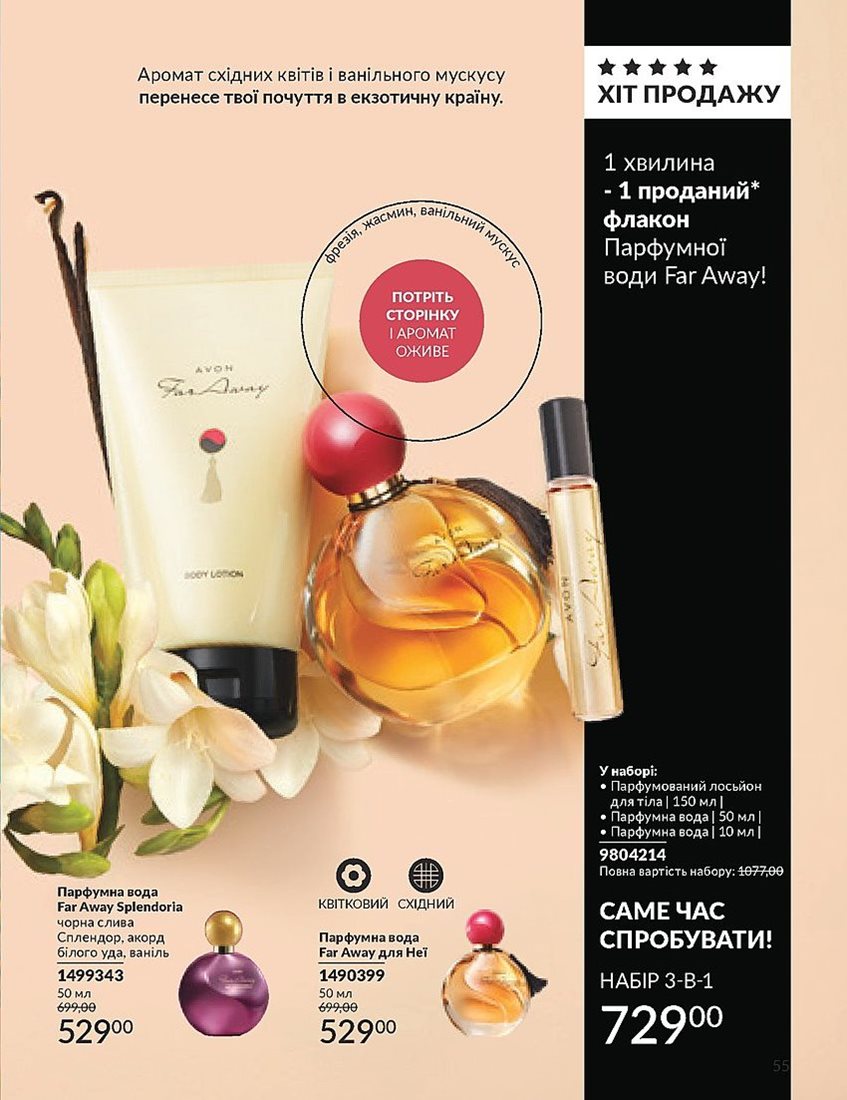 Аромат східних квітів і ванільного мускусу
перенесе твої почуття в екзотичну країну.
ХІТ ПРОДАЖУ
1 хвилина
- 1 проданий*
флакон
Парфумної
води Far Away!
фрезія, жасмин, ванільний мускус
ПОТРІТЬ
СТОРІНКУ
І АРОМАТ
ОЖИВЕ
AVON
Far Away
BODY LOTION
AVON
Far Away
AVON
Far Away
У наборі:
• Парфумований лосьйон
для тіла | 150 мл |
• Парфумна вода | 50 мл |
• Парфумна вода | 10 мл |
9804214
Повна вартість набору: 1077,00
САМЕ ЧАС
СПРОБУВАТИ!
НАБІР 3-В-1
72900
Парфумна вода
Far Away Splendoria
чорна слива
Сплендор, акорд
білого уда, ваніль
1499343
50 мл
699,00
52900
КВІТКОВИЙ СХІДНИЙ
Парфумна вода
Far Away для Неї
1490399
50 мл
699,00
52900
55